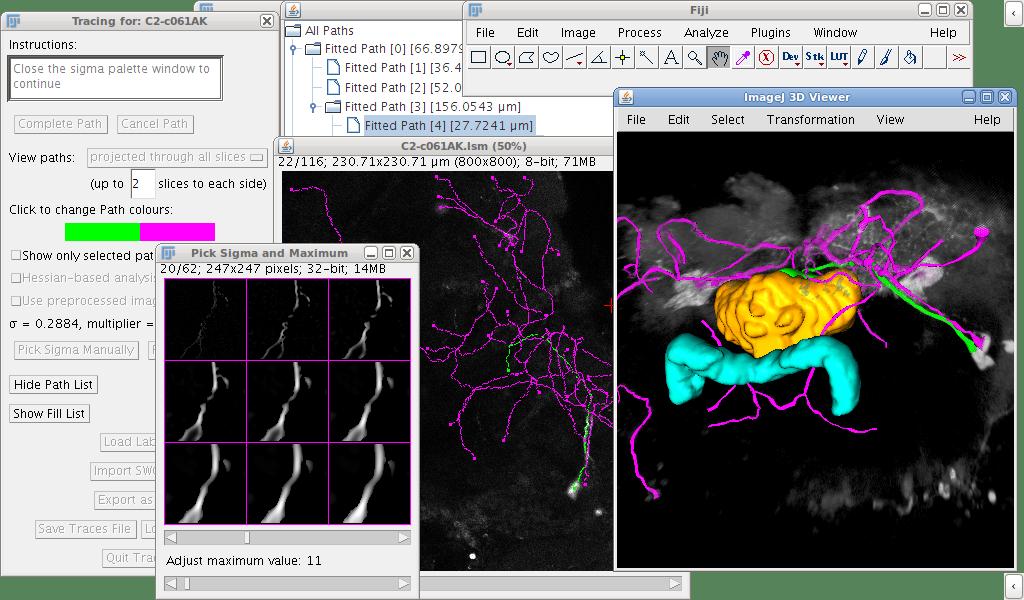 Tracing for: C2-c061AK
Instructions:
Close the sigma palette window to
continue
Complete Path
Cancel Path
View paths:
projected through all slices
(up to 2 slices to each side)
Click to change Path colours:
Show only selected pat
Hessian-based analysi
Use preprocessed imag
σ = 0.2884, multiplier =
Pick Sigma Manually
Hide Path List
Show Fill List
Load Lab
Import SWC
Export as
Save Traces File
Quit Tra
All Paths
Fitted Path [0] [66.8979
Fitted Path [1] [36.4
Fitted Path [2] [52.0
Fitted Path [3] [156.0543 µm]
Fitted Path [4] [27.7241 µm]
Fiji
File Edit Image Process Analyze Plugins Window Help
A Dev Stk LUT >>
C2-c061AK.lsm (50%)
22/116; 230.71x230.71 µm (800x800); 8-bit; 71MB
Pick Sigma and Maximum
20/62; 247x247 pixels; 32-bit; 14MB
Adjust maximum value: 11
ImageJ 3D Viewer
File Edit Select Transformation View Help